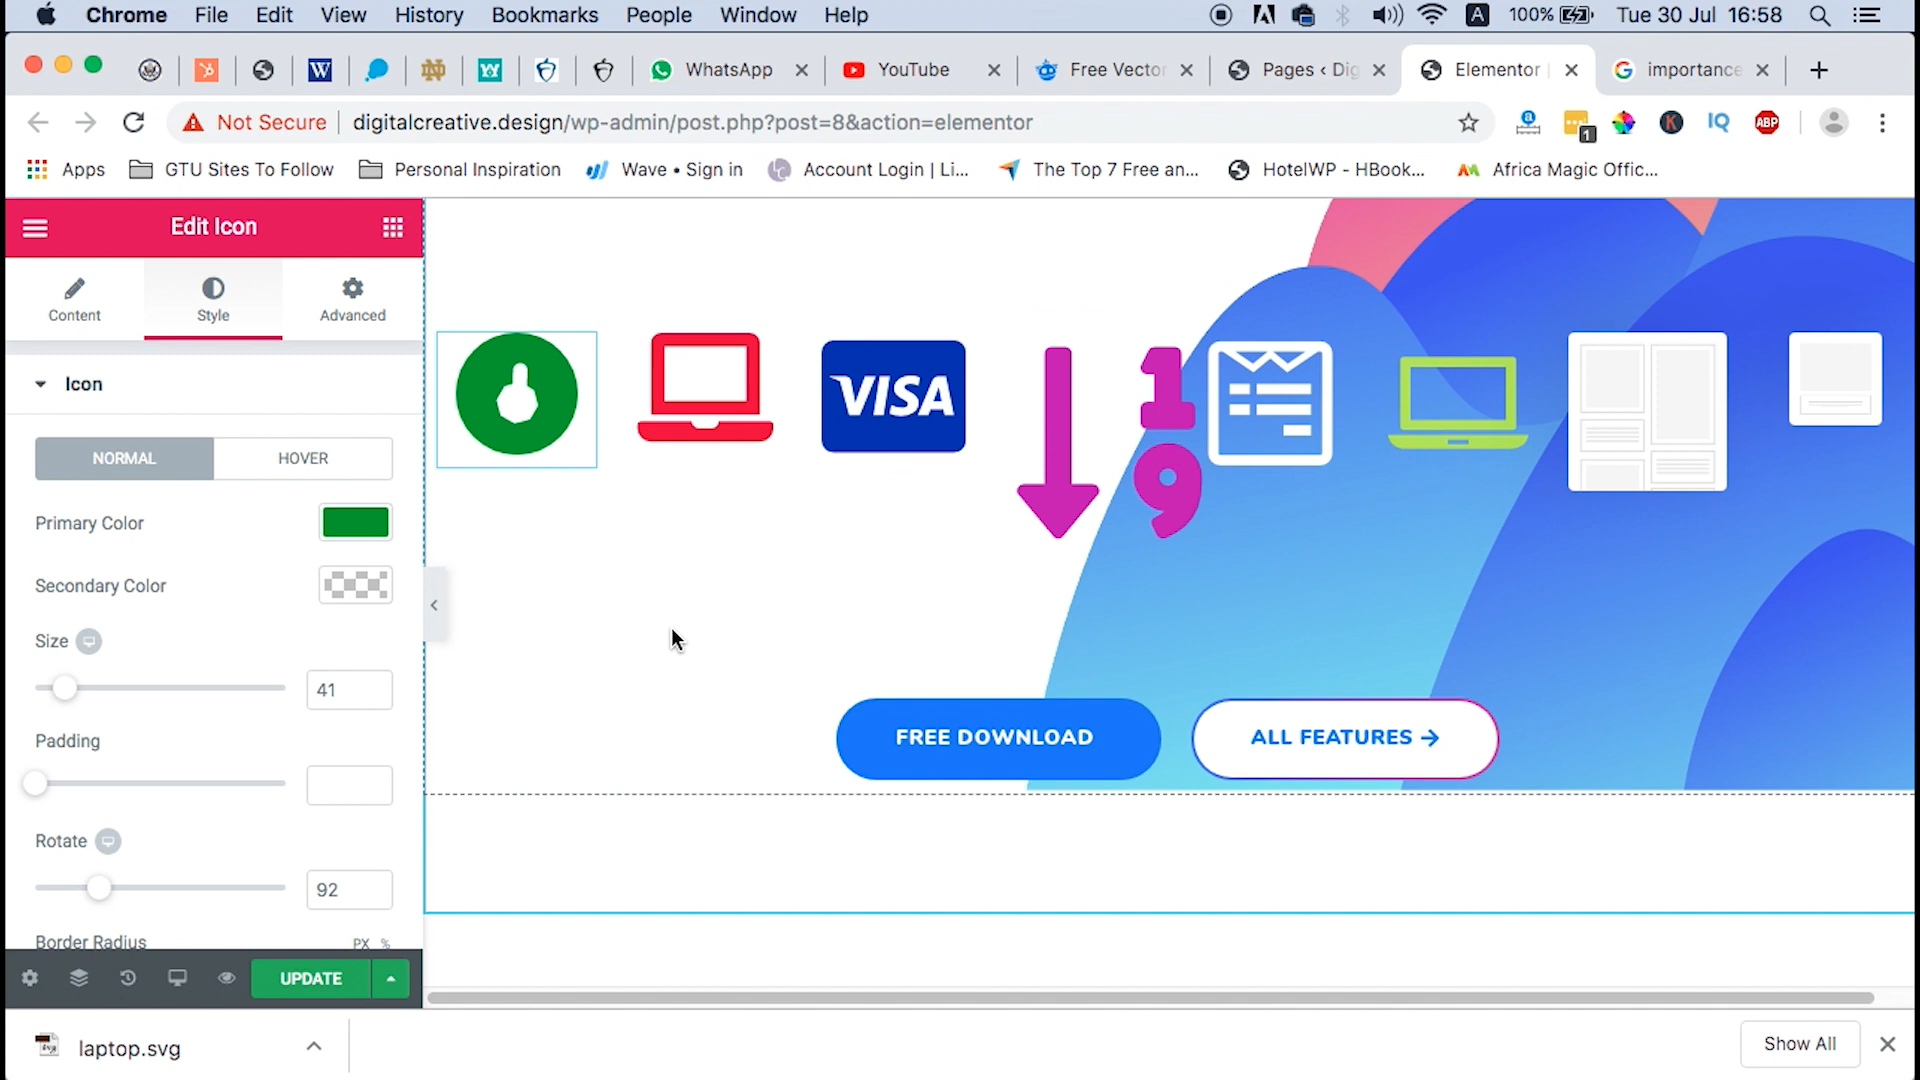 Chrome File Edit View History Bookmarks People Window Help
A 100% Tue 30 Jul 16:58
WhatsApp YouTube Free Vector Pages ‹ Dig Elementor | importance
Not Secure | digitalcreative.design/wp-admin/post.php?post=8&action=elementor
1 K IQ ABP
Apps GTU Sites To Follow Personal Inspiration Wave • Sign in Account Login | Li... The Top 7 Free an... HotelWP - HBook... Africa Magic Offic...
Edit Icon
Content Style Advanced
Icon
NORMAL HOVER
Primary Color
Secondary Color
Size
41
Padding
Rotate
92
Border Radius PX %
UPDATE
VISA
1
9
FREE DOWNLOAD
ALL FEATURES →
laptop.svg
Show All